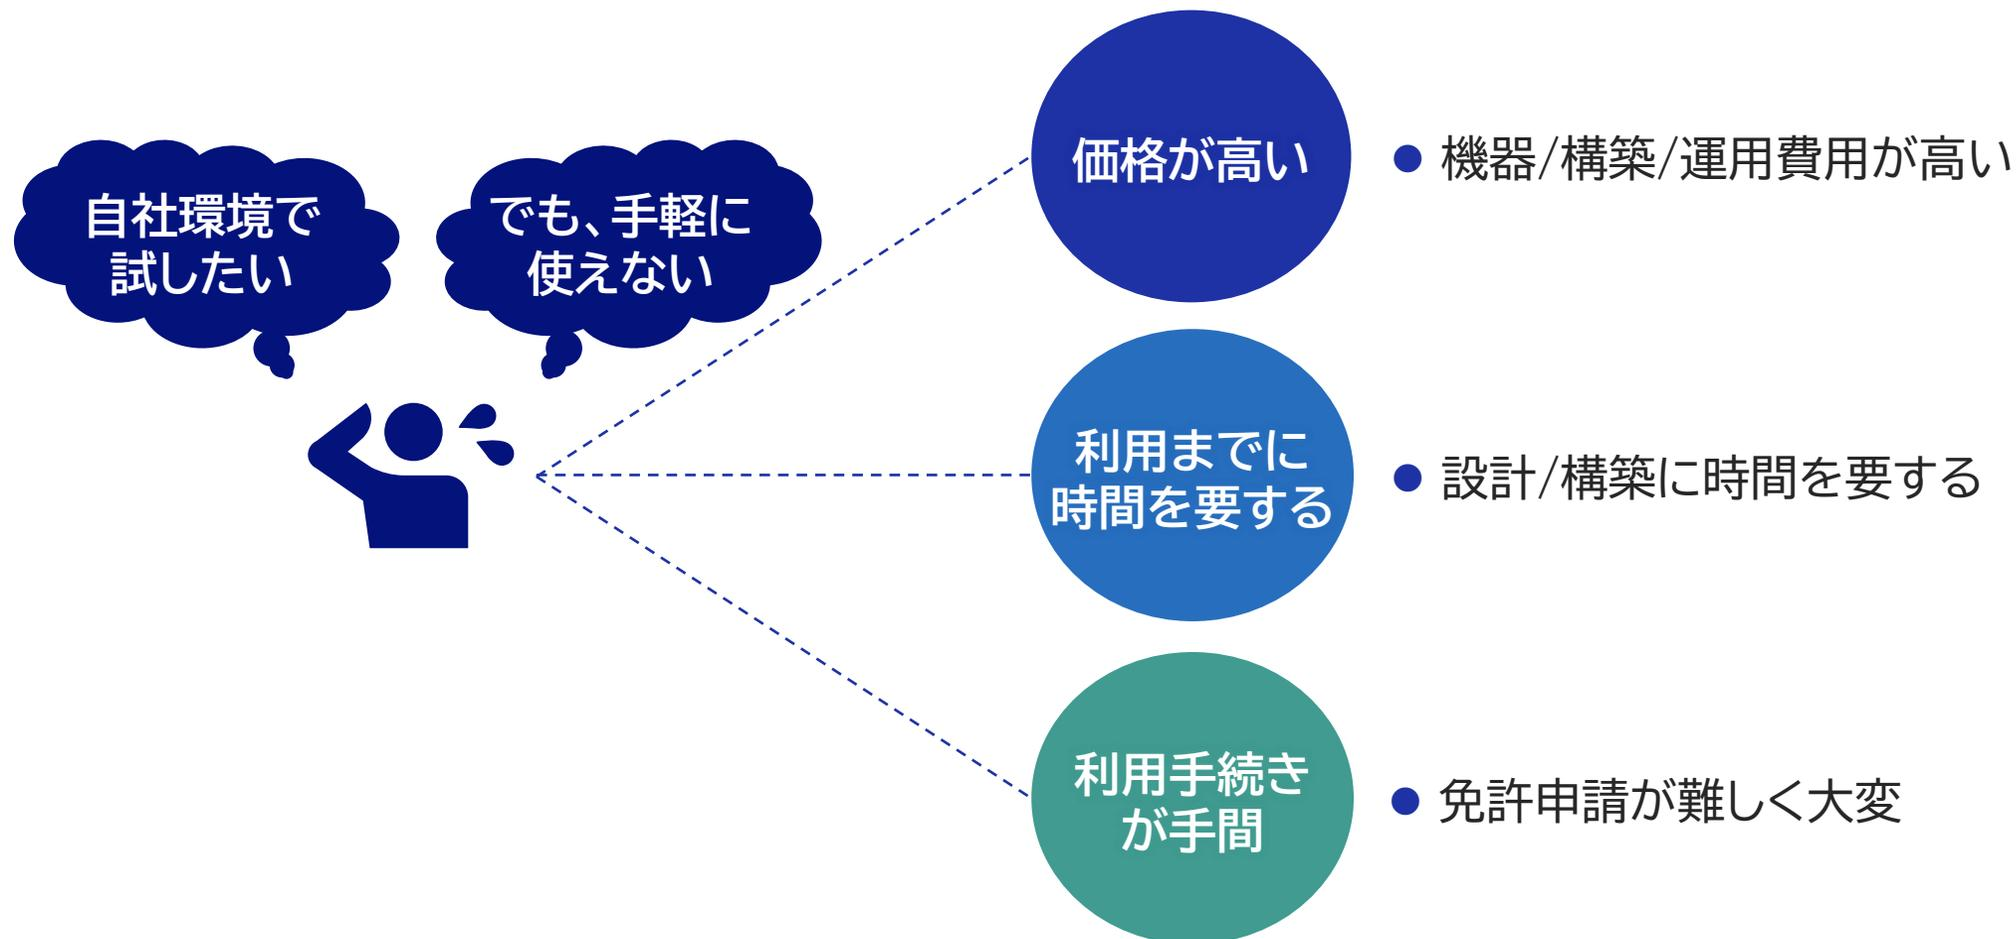 自社環境で
試したい
でも、手軽に
使えない
価格が高い
機器/構築/運用費用が高い
利用までに
時間を要する
設計/構築に時間を要する
利用手続き
が手間
免許申請が難しく大変